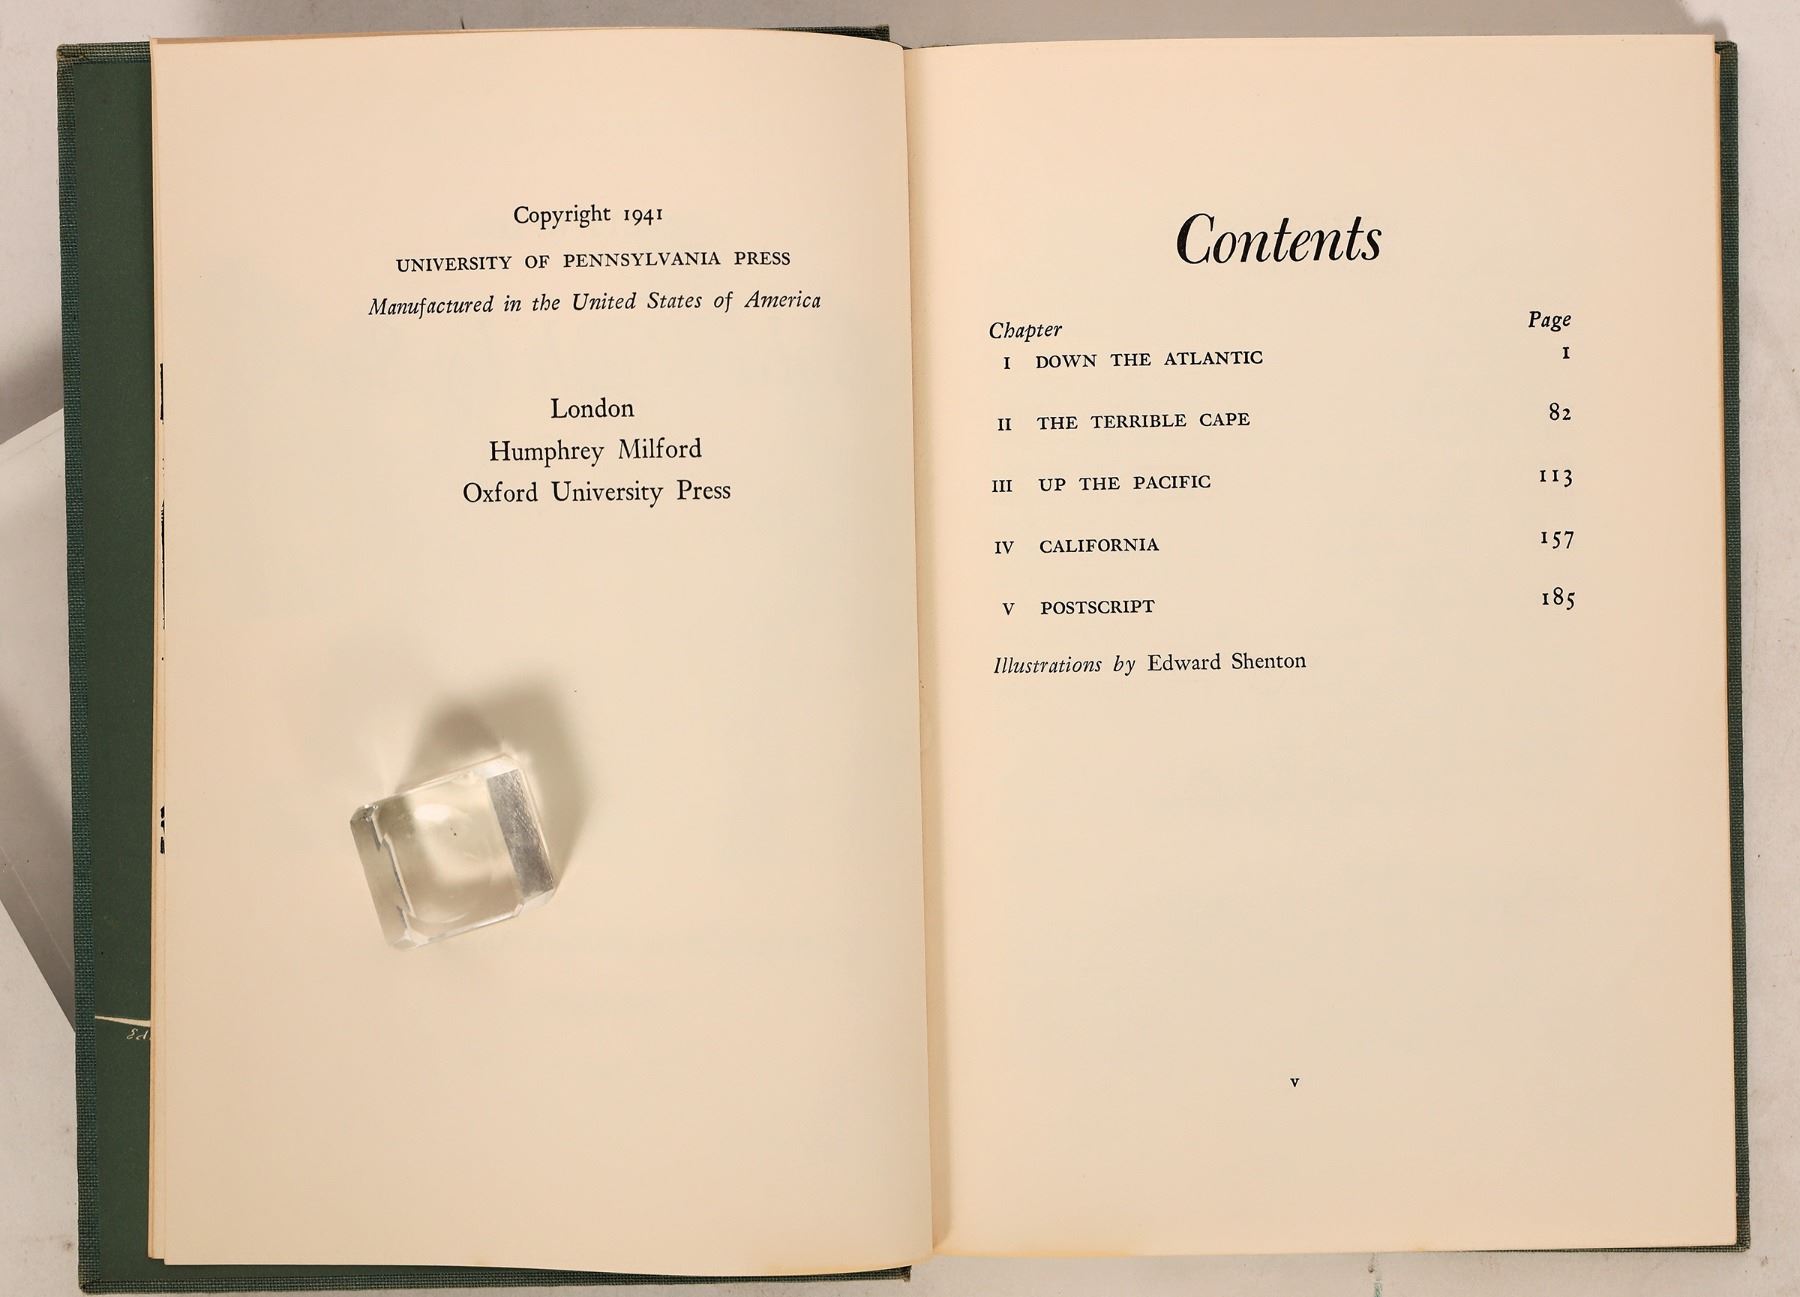 Copyright 1941
UNIVERSITY OF PENNSYLVANIA PRESS
Manufactured in the United States of America
London
Humphrey Milford
Oxford University Press
Contents
Chapter Page
I DOWN THE ATLANTIC 1
II THE TERRIBLE CAPE 82
III UP THE PACIFIC 113
IV CALIFORNIA 157
V POSTSCRIPT 185
Illustrations by Edward Shenton
v